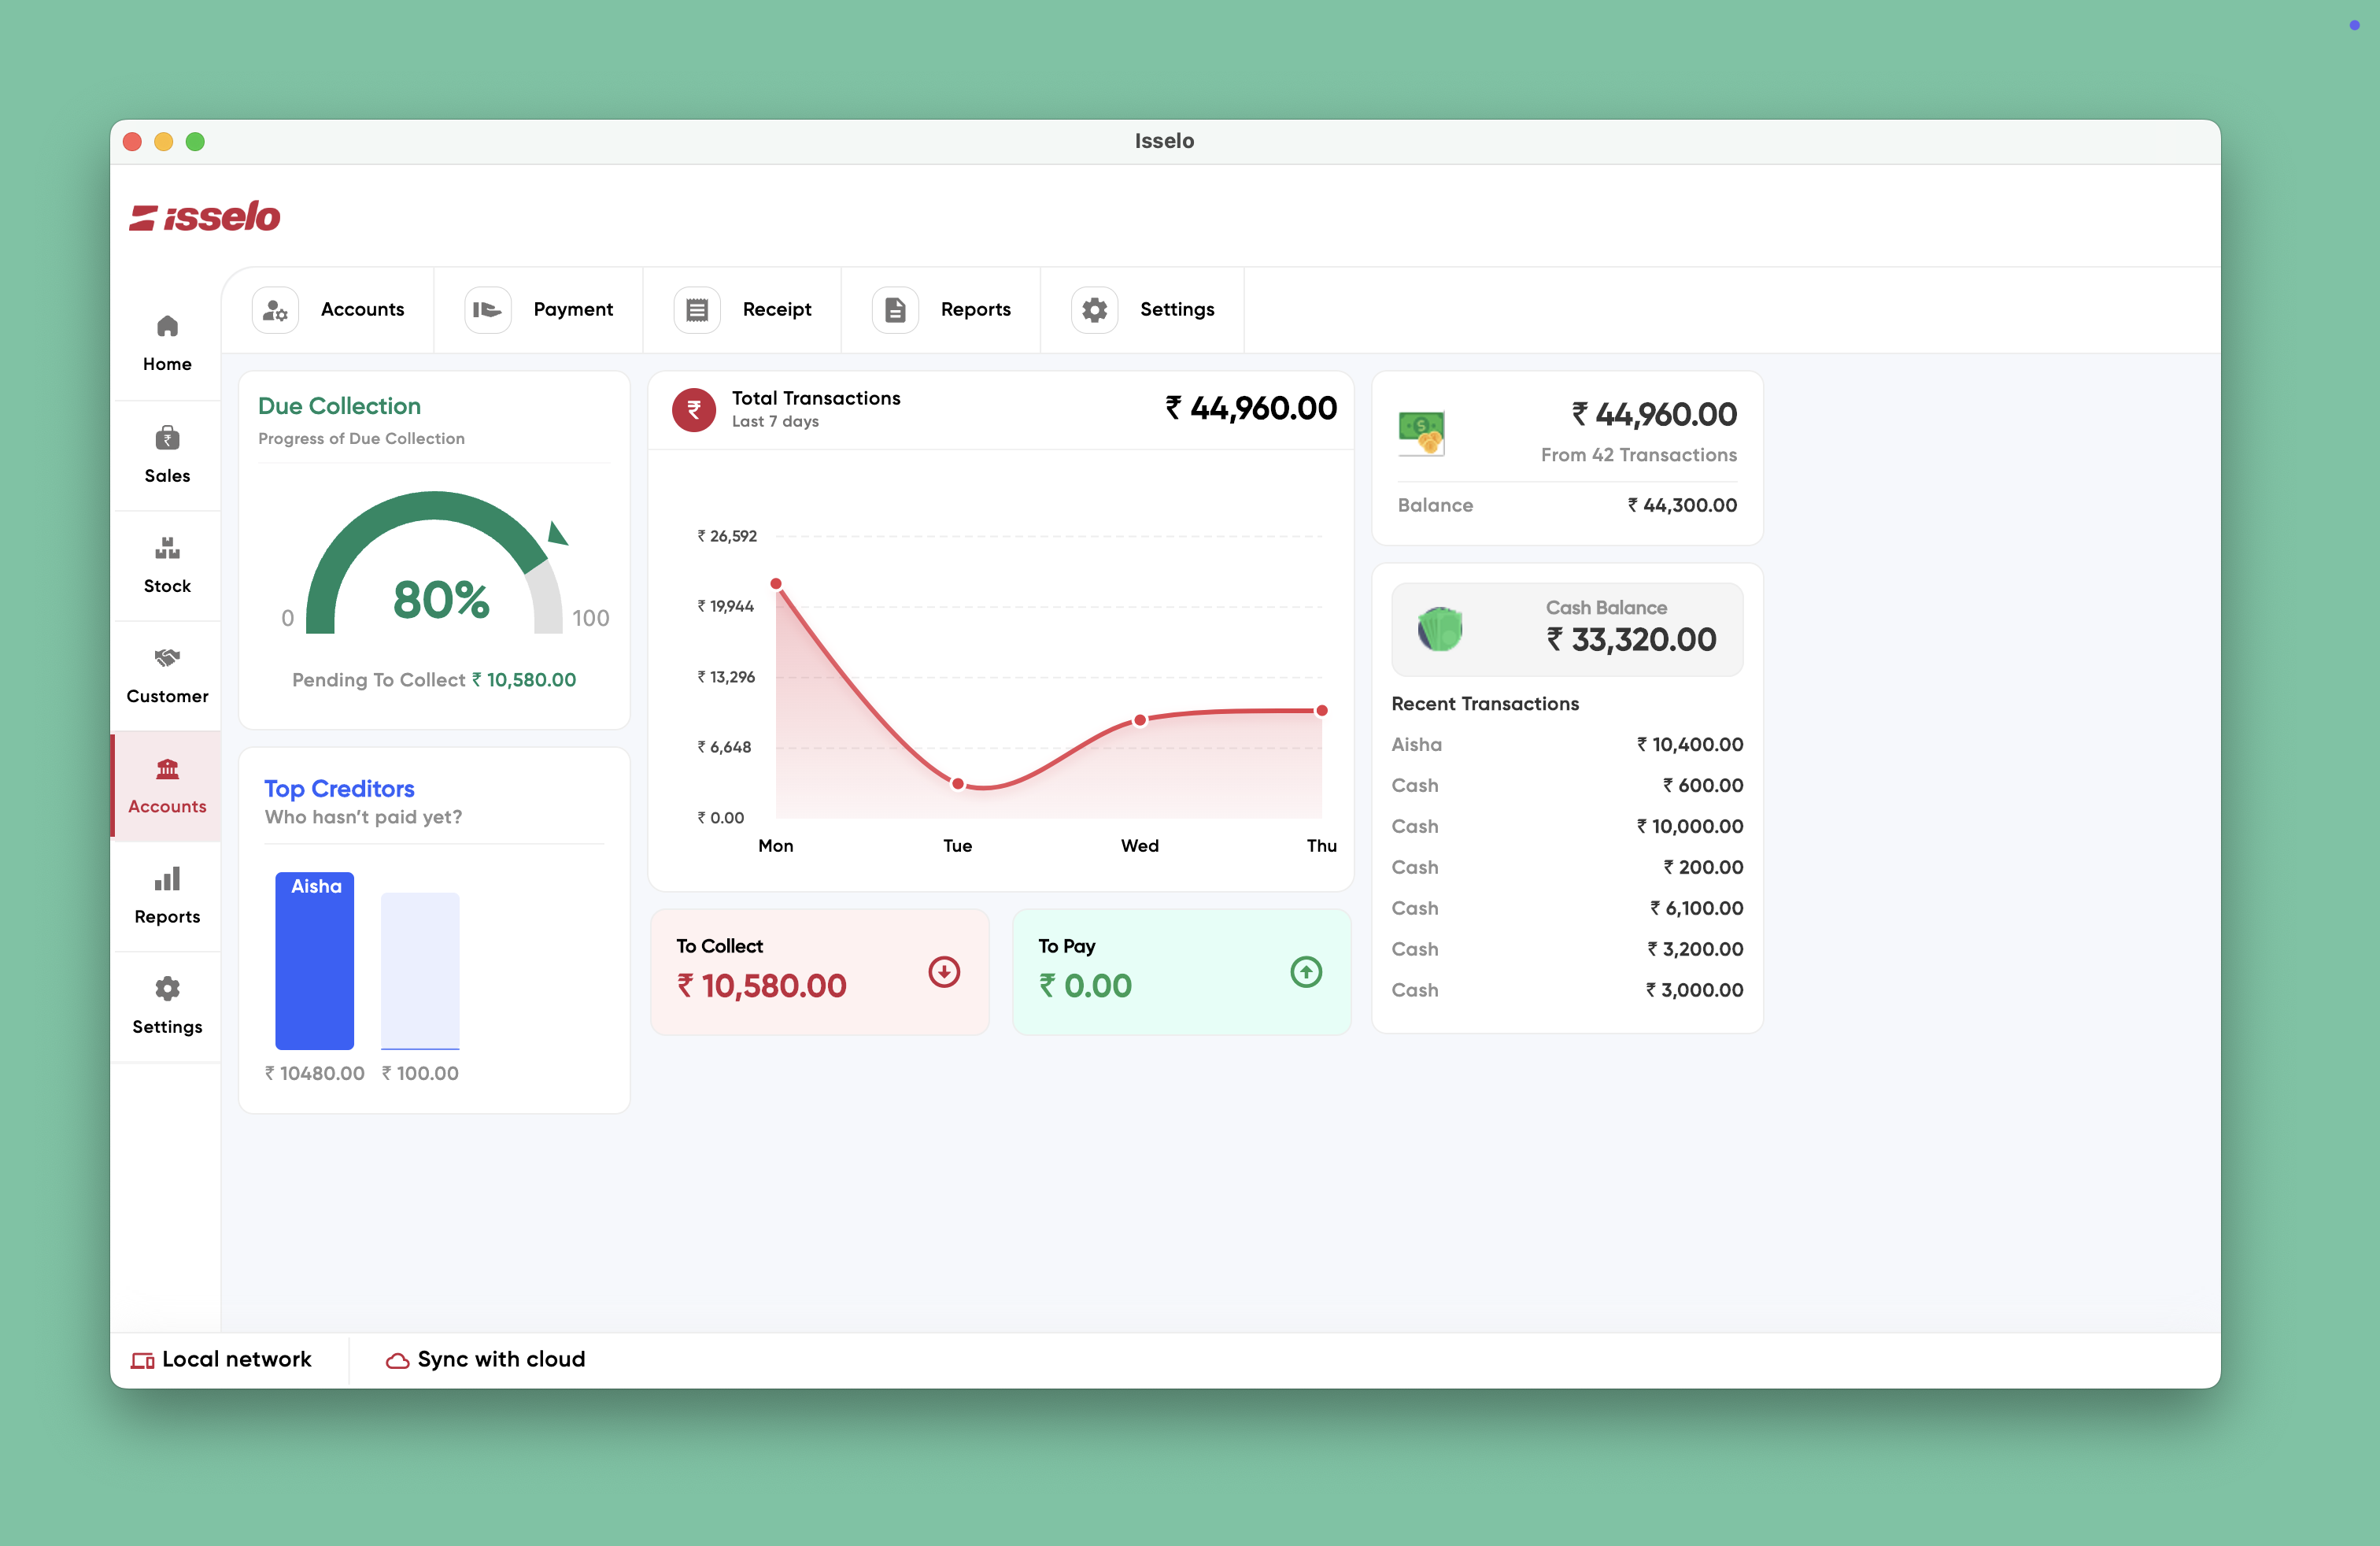 Isselo
isselo
Home
Sales
Stock
Customer
Accounts
Reports
Settings
Accounts
Payment
Receipt
Reports
Settings
Due Collection
Progress of Due Collection
80%
0
100
Pending To Collect ₹ 10,580.00
Top Creditors
Who hasn't paid yet?
Aisha
₹ 10480.00
₹ 100.00
₹
Total Transactions
Last 7 days
₹ 44,960.00
₹ 26,592
₹ 19,944
₹ 13,296
₹ 6,648
₹ 0.00
Mon
Tue
Wed
Thu
To Collect
₹ 10,580.00
To Pay
₹ 0.00
₹ 44,960.00
From 42 Transactions
Balance
₹ 44,300.00
Cash Balance
₹ 33,320.00
Recent Transactions
Aisha ₹ 10,400.00
Cash ₹ 600.00
Cash ₹ 10,000.00
Cash ₹ 200.00
Cash ₹ 6,100.00
Cash ₹ 3,200.00
Cash ₹ 3,000.00
Local network
Sync with cloud